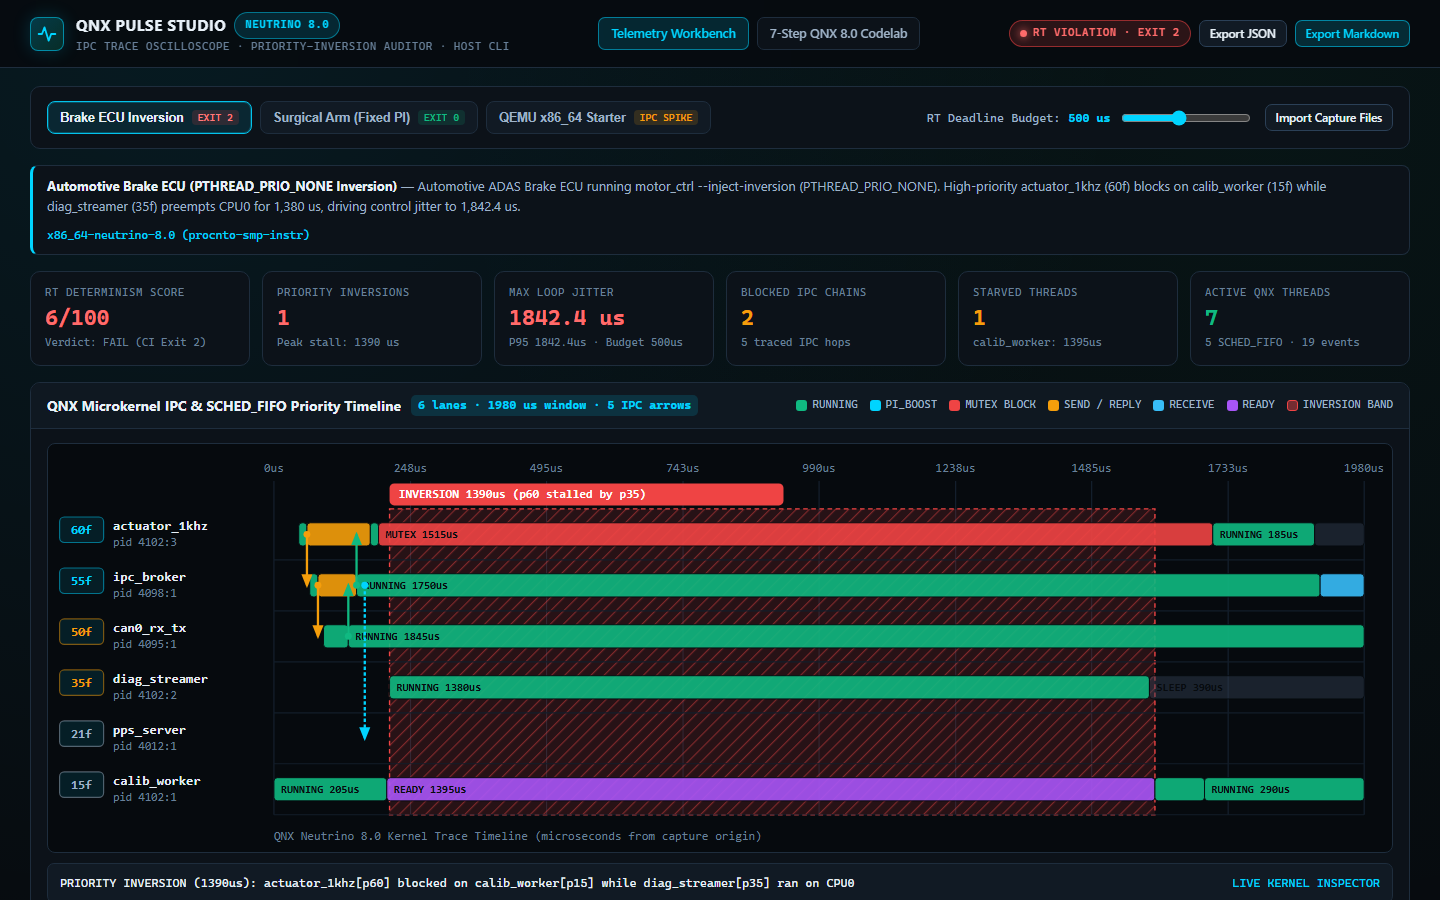 QNX PULSE STUDIO NEUTRINO 8.0
IPC TRACE OSCILLOSCOPE · PRIORITY-INVERSION AUDITOR · HOST CLI
Telemetry Workbench
7-Step QNX 8.0 Codelab
RT VIOLATION · EXIT 2
Export JSON
Export Markdown
Brake ECU Inversion EXIT 2
Surgical Arm (Fixed PI) EXIT 0
QEMU x86_64 Starter IPC SPIKE
RT Deadline Budget: 500 us
Import Capture Files
Automotive Brake ECU (PTHREAD_PRIO_NONE Inversion) — Automotive ADAS Brake ECU running motor_ctrl --inject-inversion (PTHREAD_PRIO_NONE). High-priority actuator_1khz (60f) blocks on calib_worker (15f) while
diag_streamer (35f) preempts CPU0 for 1,380 us, driving control jitter to 1,842.4 us.
x86_64-neutrino-8.0 (procnto-smp-instr)
RT DETERMINISM SCORE
6/100
Verdict: FAIL (CI Exit 2)
PRIORITY INVERSIONS
1
Peak stall: 1390 us
MAX LOOP JITTER
1842.4 us
P95 1842.4us · Budget 500us
BLOCKED IPC CHAINS
2
5 traced IPC hops
STARVED THREADS
1
calib_worker: 1395us
ACTIVE QNX THREADS
7
5 SCHED_FIFO · 19 events
QNX Microkernel IPC & SCHED_FIFO Priority Timeline
6 lanes · 1980 us window · 5 IPC arrows
RUNNING
PI_BOOST
MUTEX BLOCK
SEND / REPLY
RECEIVE
READY
INVERSION BAND
0us
248us
495us
743us
990us
1238us
1485us
1733us
1980us
INVERSION 1390us (p60 stalled by p35)
60f
actuator_1khz
pid 4102:3
MUTEX 1515us
RUNNING 185us
55f
ipc_broker
pid 4098:1
RUNNING 1750us
50f
can0_rx_tx
pid 4095:1
RUNNING 1845us
35f
diag_streamer
pid 4102:2
RUNNING 1380us
SLEEP 390us
21f
pps_server
pid 4012:1
15f
calib_worker
pid 4102:1
RUNNING 205us
READY 1395us
RUNNING 290us
QNX Neutrino 8.0 Kernel Trace Timeline (microseconds from capture origin)
PRIORITY INVERSION (1390us): actuator_1khz[p60] blocked on calib_worker[p15] while diag_streamer[p35] ran on CPU0
LIVE KERNEL INSPECTOR